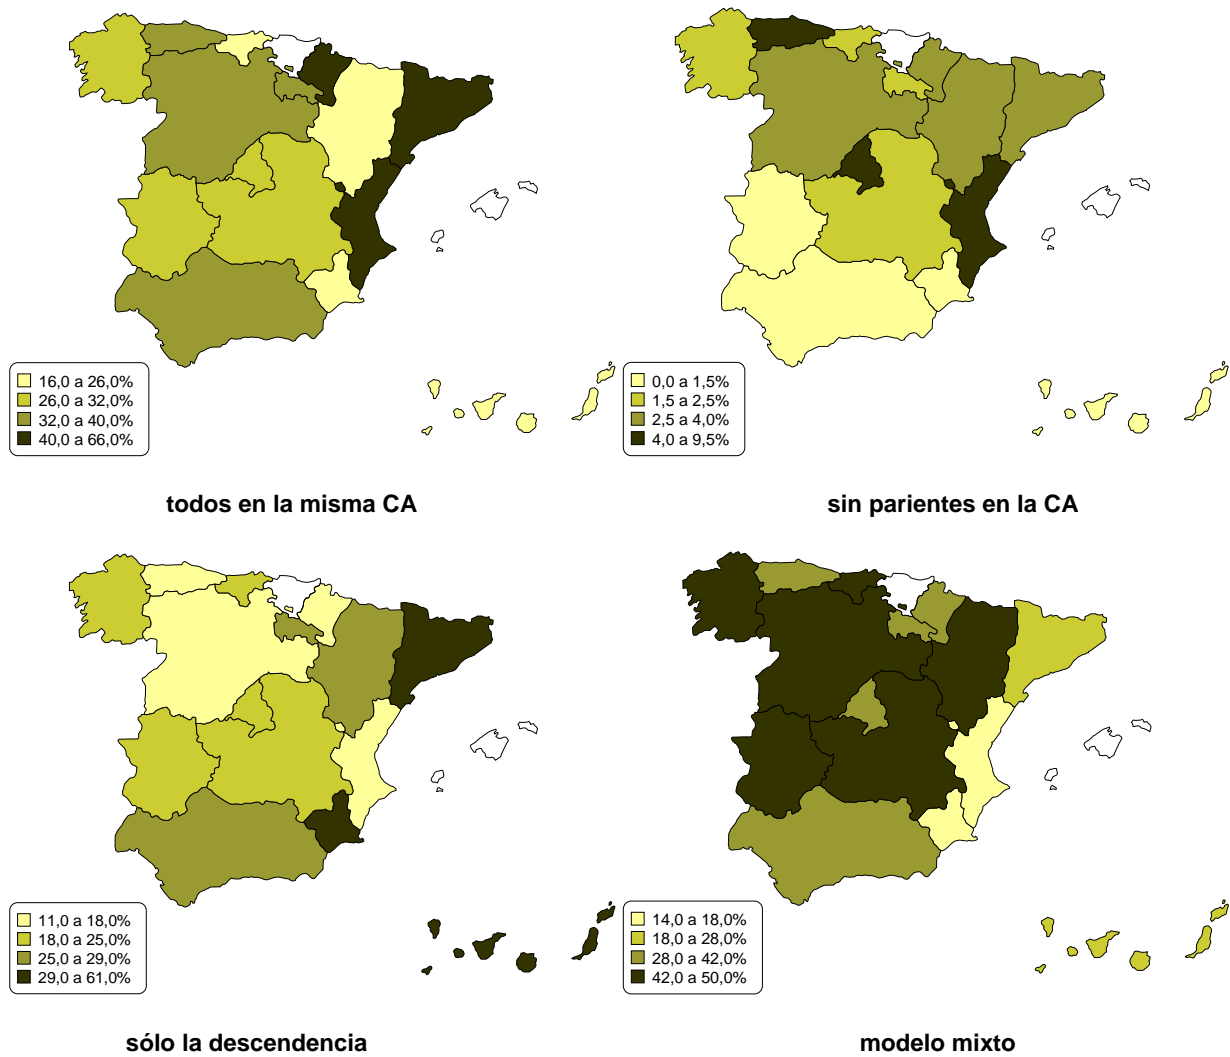 16,0 a 26,0%
26,0 a 32,0%
32,0 a 40,0%
40,0 a 66,0%
todos en la misma CA
0,0 a 1,5%
1,5 a 2,5%
2,5 a 4,0%
4,0 a 9,5%
sin parientes en la CA
11,0 a 18,0%
18,0 a 25,0%
25,0 a 29,0%
29,0 a 61,0%
sólo la descendencia
14,0 a 18,0%
18,0 a 28,0%
28,0 a 42,0%
42,0 a 50,0%
modelo mixto